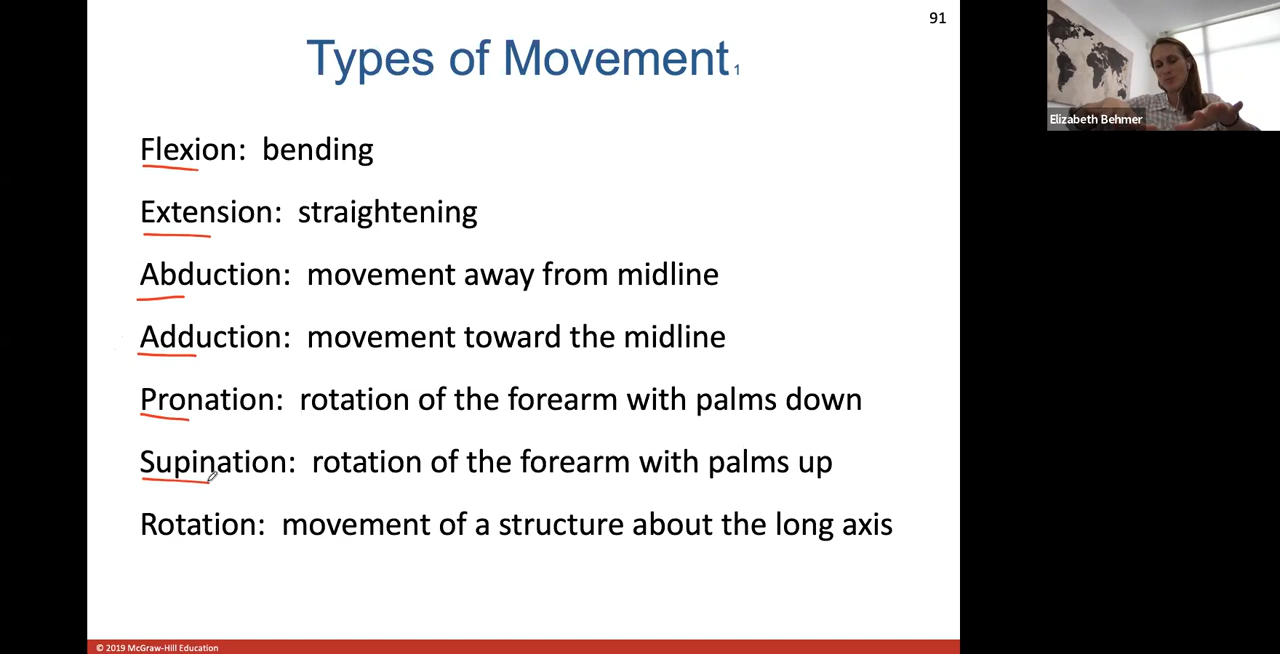 91
Types of Movement1
Flexion: bending
Extension: straightening
Abduction: movement away from midline
Adduction: movement toward the midline
Pronation: rotation of the forearm with palms down
Supination: rotation of the forearm with palms up
Rotation: movement of a structure about the long axis
© 2019 McGraw-Hill Education
Elizabeth Behmer